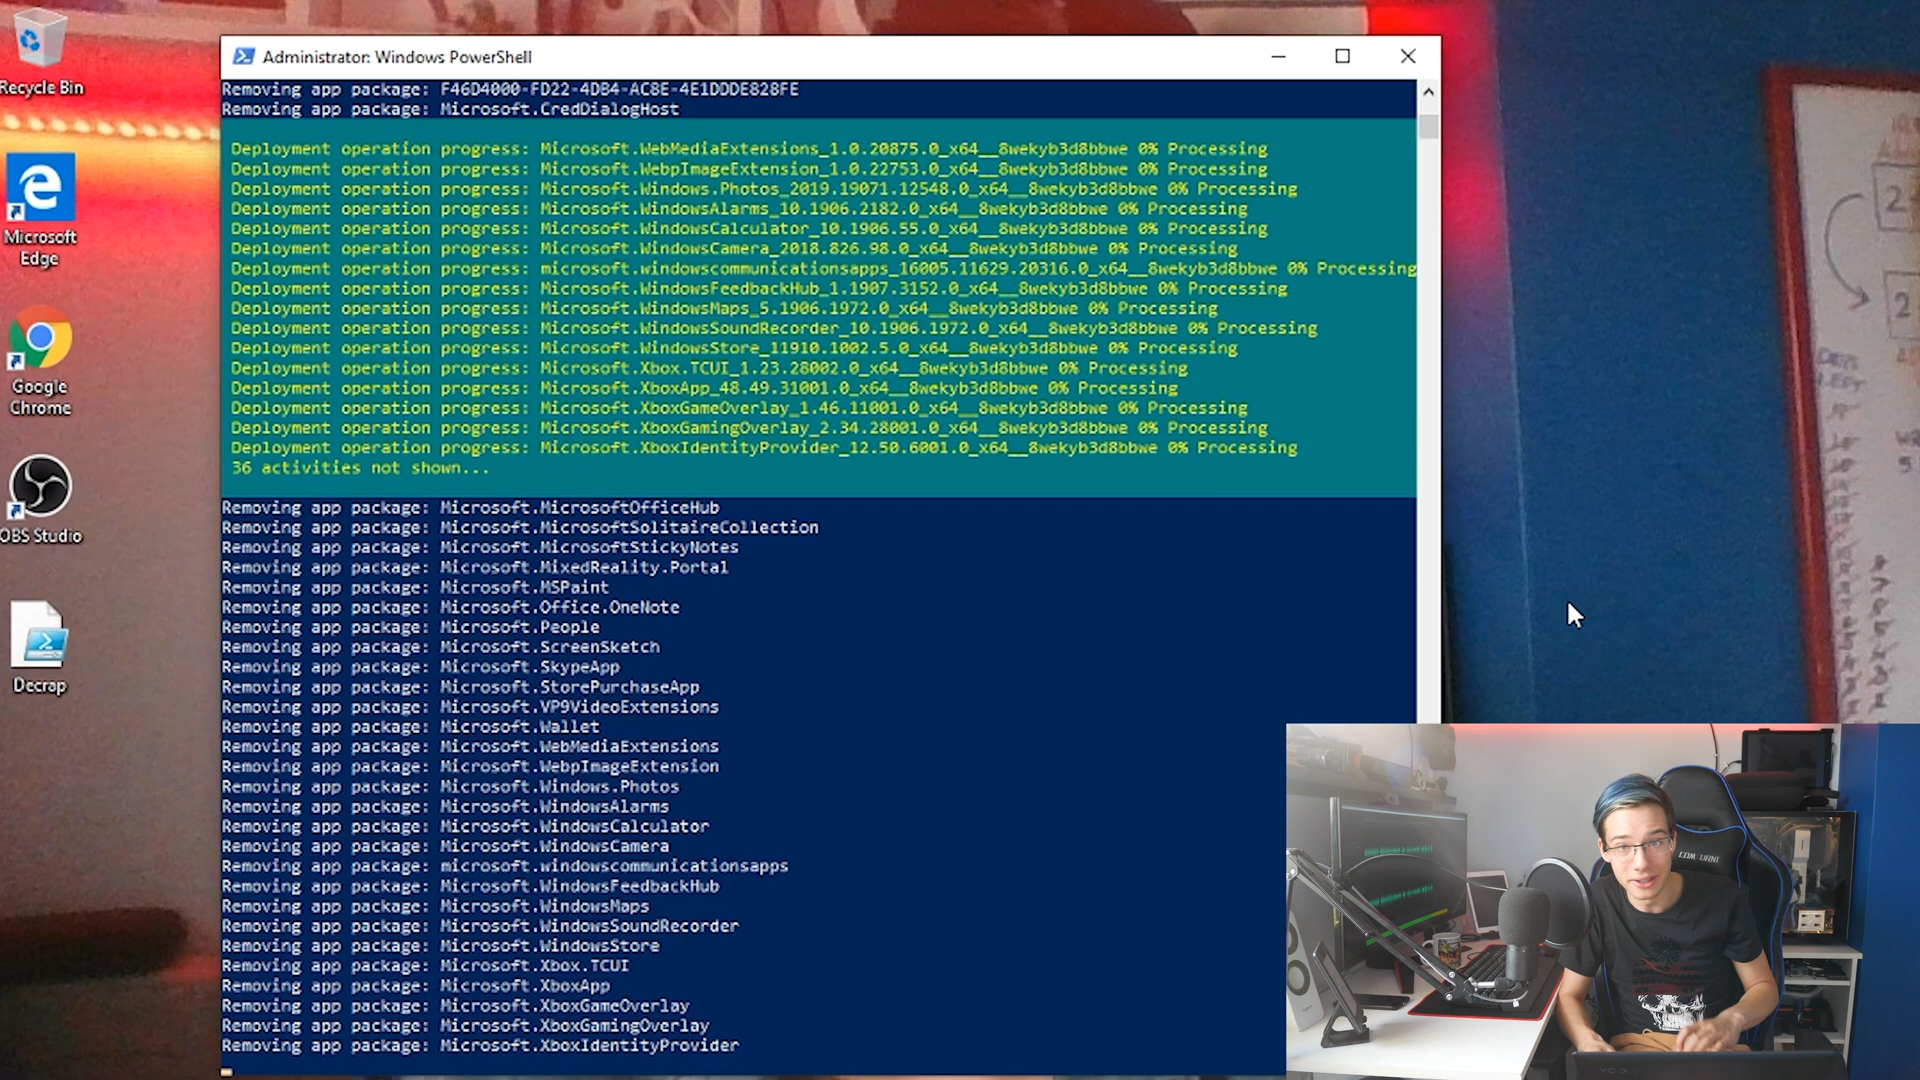 Recycle Bin
Microsoft
Edge
Google
Chrome
OBS Studio
Decrap
Administrator: Windows PowerShell
Removing app package: F46D4000-FD22-4DB4-AC8E-4E1DDDE828FE
Removing app package: Microsoft.CredDialogHost
Deployment operation progress: Microsoft.WebMediaExtensions_1.0.20875.0_x64__8wekyb3d8bbwe 0% Processing
Deployment operation progress: Microsoft.WebpImageExtension_1.0.22753.0_x64__8wekyb3d8bbwe 0% Processing
Deployment operation progress: Microsoft.Windows.Photos_2019.19071.12548.0_x64__8wekyb3d8bbwe 0% Processing
Deployment operation progress: Microsoft.WindowsAlarms_10.1906.2182.0_x64__8wekyb3d8bbwe 0% Processing
Deployment operation progress: Microsoft.WindowsCalculator_10.1906.55.0_x64__8wekyb3d8bbwe 0% Processing
Deployment operation progress: Microsoft.WindowsCamera_2018.826.98.0_x64__8wekyb3d8bbwe 0% Processing
Deployment operation progress: microsoft.windowscommunicationsapps_16005.11629.20316.0_x64__8wekyb3d8bbwe 0% Processing
Deployment operation progress: Microsoft.WindowsFeedbackHub_1.1907.3152.0_x64__8wekyb3d8bbwe 0% Processing
Deployment operation progress: Microsoft.WindowsMaps_5.1906.1972.0_x64__8wekyb3d8bbwe 0% Processing
Deployment operation progress: Microsoft.WindowsSoundRecorder_10.1906.1972.0_x64__8wekyb3d8bbwe 0% Processing
Deployment operation progress: Microsoft.WindowsStore_11910.1002.5.0_x64__8wekyb3d8bbwe 0% Processing
Deployment operation progress: Microsoft.Xbox.TCUI_1.23.28002.0_x64__8wekyb3d8bbwe 0% Processing
Deployment operation progress: Microsoft.XboxApp_48.49.31001.0_x64__8wekyb3d8bbwe 0% Processing
Deployment operation progress: Microsoft.XboxGameOverlay_1.46.11001.0_x64__8wekyb3d8bbwe 0% Processing
Deployment operation progress: Microsoft.XboxGamingOverlay_2.34.28001.0_x64__8wekyb3d8bbwe 0% Processing
Deployment operation progress: Microsoft.XboxIdentityProvider_12.50.6001.0_x64__8wekyb3d8bbwe 0% Processing
36 activities not shown...
Removing app package: Microsoft.MicrosoftOfficeHub
Removing app package: Microsoft.MicrosoftSolitaireCollection
Removing app package: Microsoft.MicrosoftStickyNotes
Removing app package: Microsoft.MixedReality.Portal
Removing app package: Microsoft.MSPaint
Removing app package: Microsoft.Office.OneNote
Removing app package: Microsoft.People
Removing app package: Microsoft.ScreenSketch
Removing app package: Microsoft.SkypeApp
Removing app package: Microsoft.StorePurchaseApp
Removing app package: Microsoft.VP9VideoExtensions
Removing app package: Microsoft.Wallet
Removing app package: Microsoft.WebMediaExtensions
Removing app package: Microsoft.WebpImageExtension
Removing app package: Microsoft.Windows.Photos
Removing app package: Microsoft.WindowsAlarms
Removing app package: Microsoft.WindowsCalculator
Removing app package: Microsoft.WindowsCamera
Removing app package: microsoft.windowscommunicationsapps
Removing app package: Microsoft.WindowsFeedbackHub
Removing app package: Microsoft.WindowsMaps
Removing app package: Microsoft.WindowsSoundRecorder
Removing app package: Microsoft.WindowsStore
Removing app package: Microsoft.Xbox.TCUI
Removing app package: Microsoft.XboxApp
Removing app package: Microsoft.XboxGameOverlay
Removing app package: Microsoft.XboxGamingOverlay
Removing app package: Microsoft.XboxIdentityProvider
2
2